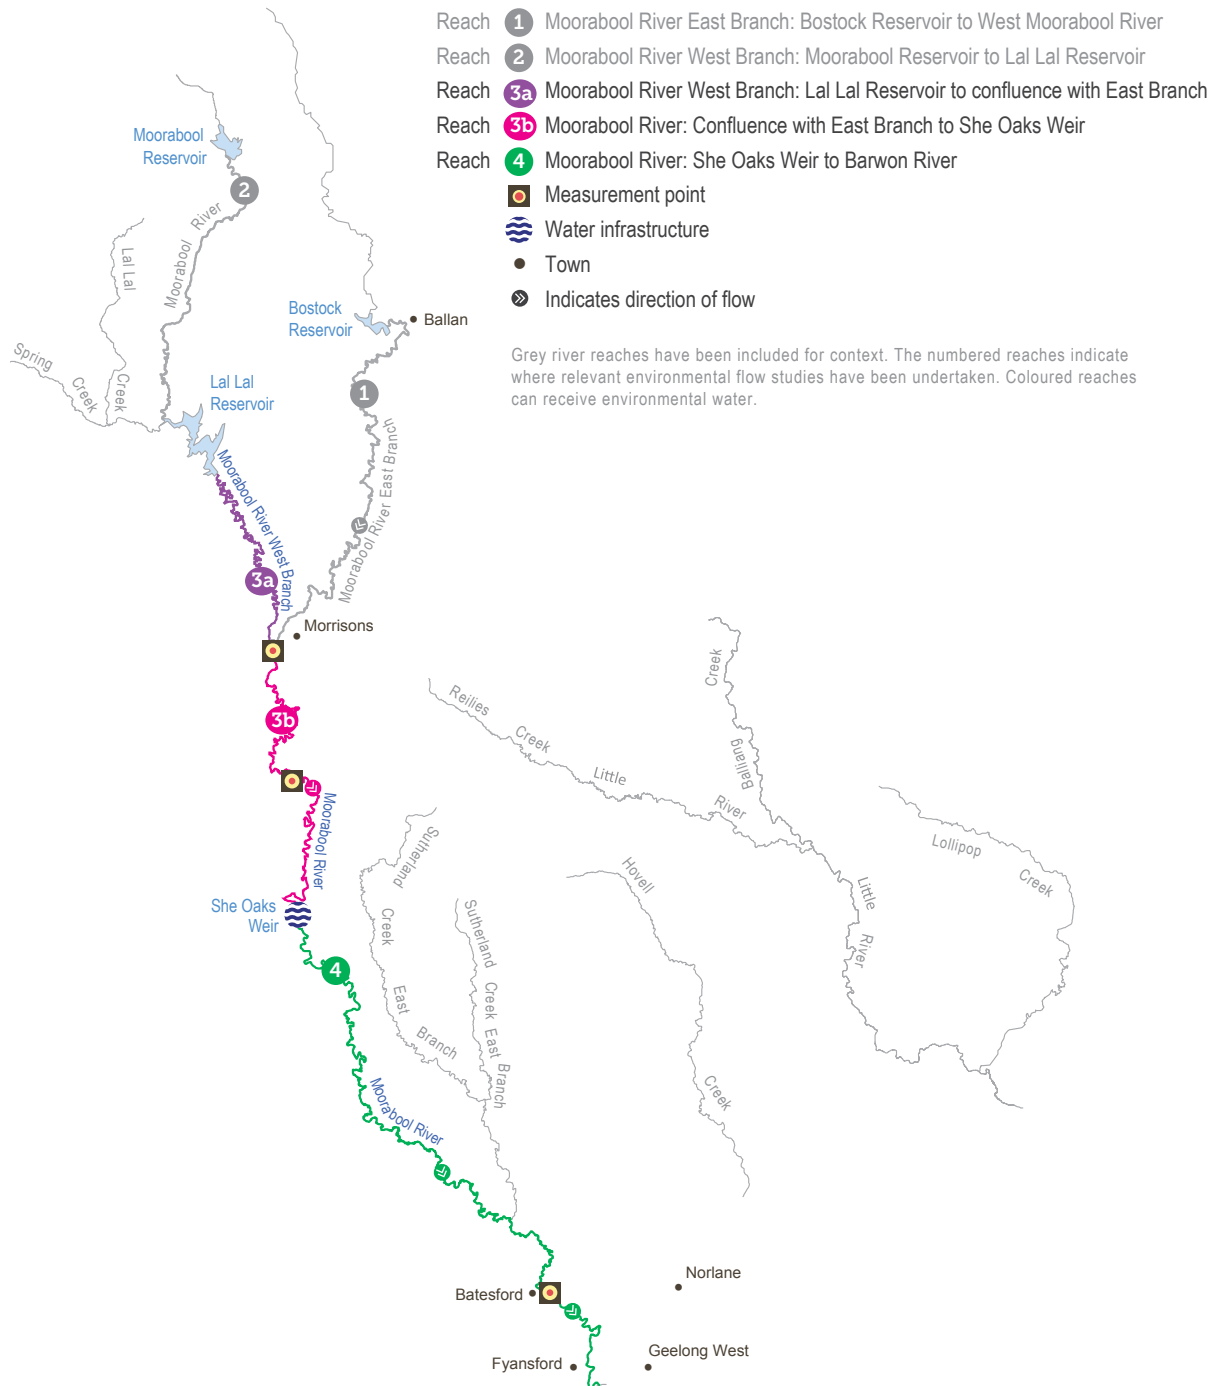 Reach 1 Moorabool River East Branch: Bostock Reservoir to West Moorabool River
Reach 2 Moorabool River West Branch: Moorabool Reservoir to Lal Lal Reservoir
Reach 3a Moorabool River West Branch: Lal Lal Reservoir to confluence with East Branch
Reach 3b Moorabool River: Confluence with East Branch to She Oaks Weir
Reach 4 Moorabool River: She Oaks Weir to Barwon River
Measurement point
Water infrastructure
Town
Indicates direction of flow
Grey river reaches have been included for context. The numbered reaches indicate
where relevant environmental flow studies have been undertaken. Coloured reaches
can receive environmental water.
Moorabool
Reservoir
2
Moorabool River
Lal Lal
Creek
Spring
Creek
Bostock
Reservoir
Ballan
Lal Lal
Reservoir
1
Moorabool River East Branch
Moorabool River West Branch
3a
Morrisons
3b
Moorabool River
She Oaks
Weir
4
Moorabool River
Reilies
Creek
Little
River
Creek
Balliang
Little
River
Lollipop
Creek
Hovell
Creek
Sutherland
Creek
East
Branch
Sutherland
Creek East
Branch
Batesford
Norlane
Fyansford
Geelong West